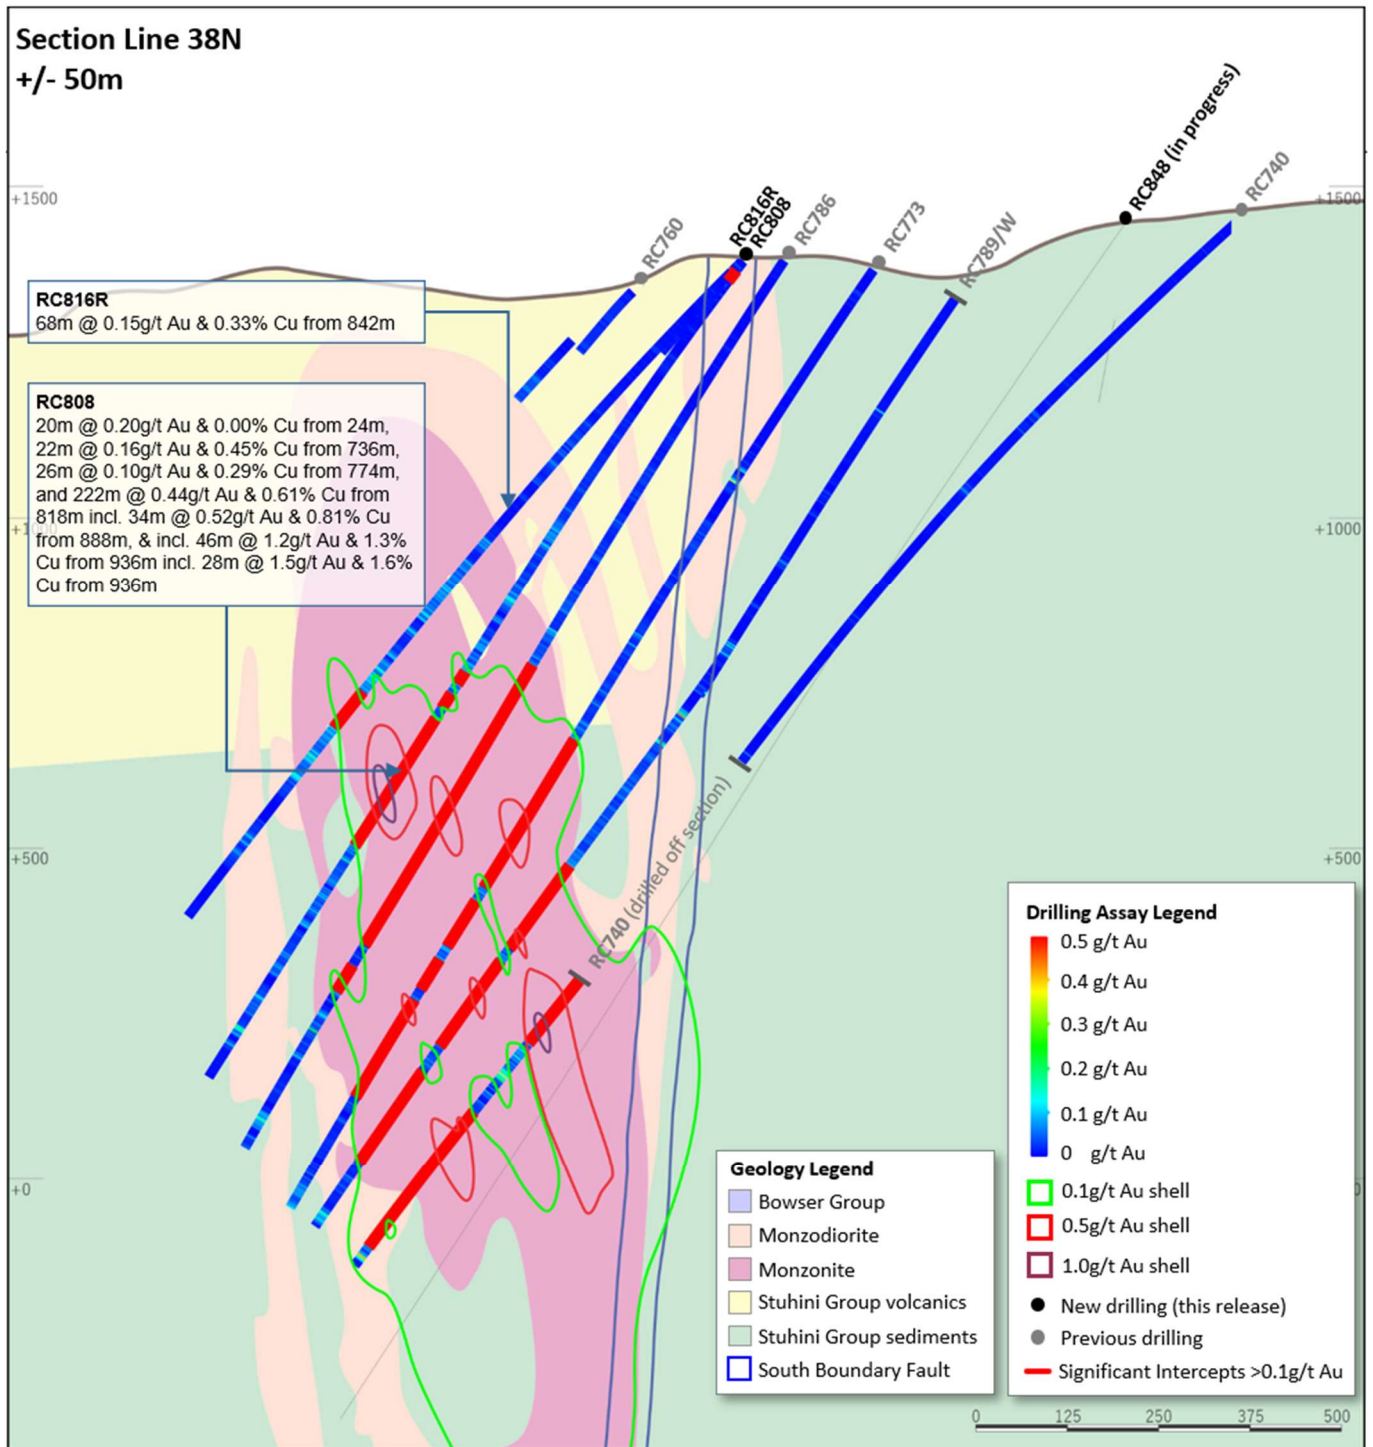 Section Line 38N
+/- 50m
+1500
+1500
RC760
RC816R
RC808
RC786
RC773
RC789/W
RC848 (in progress)
RC740
RC816R
68m @ 0.15g/t Au & 0.33% Cu from 842m
RC808
20m @ 0.20g/t Au & 0.00% Cu from 24m,
22m @ 0.16g/t Au & 0.45% Cu from 736m,
26m @ 0.10g/t Au & 0.29% Cu from 774m,
and 222m @ 0.44g/t Au & 0.61% Cu from
818m incl. 34m @ 0.52g/t Au & 0.81% Cu
from 888m, & incl. 46m @ 1.2g/t Au & 1.3%
Cu from 936m incl. 28m @ 1.5g/t Au & 1.6%
Cu from 936m
+1000
+1000
RC740 (drilled off section)
+500
+500
+0
Geology Legend
Bowser Group
Monzodiorite
Monzonite
Stuhini Group volcanics
Stuhini Group sediments
South Boundary Fault
Drilling Assay Legend
0.5 g/t Au
0.4 g/t Au
0.3 g/t Au
0.2 g/t Au
0.1 g/t Au
0 g/t Au
0.1g/t Au shell
0.5g/t Au shell
1.0g/t Au shell
New drilling (this release)
Previous drilling
Significant Intercepts >0.1g/t Au
0 125 250 375 500